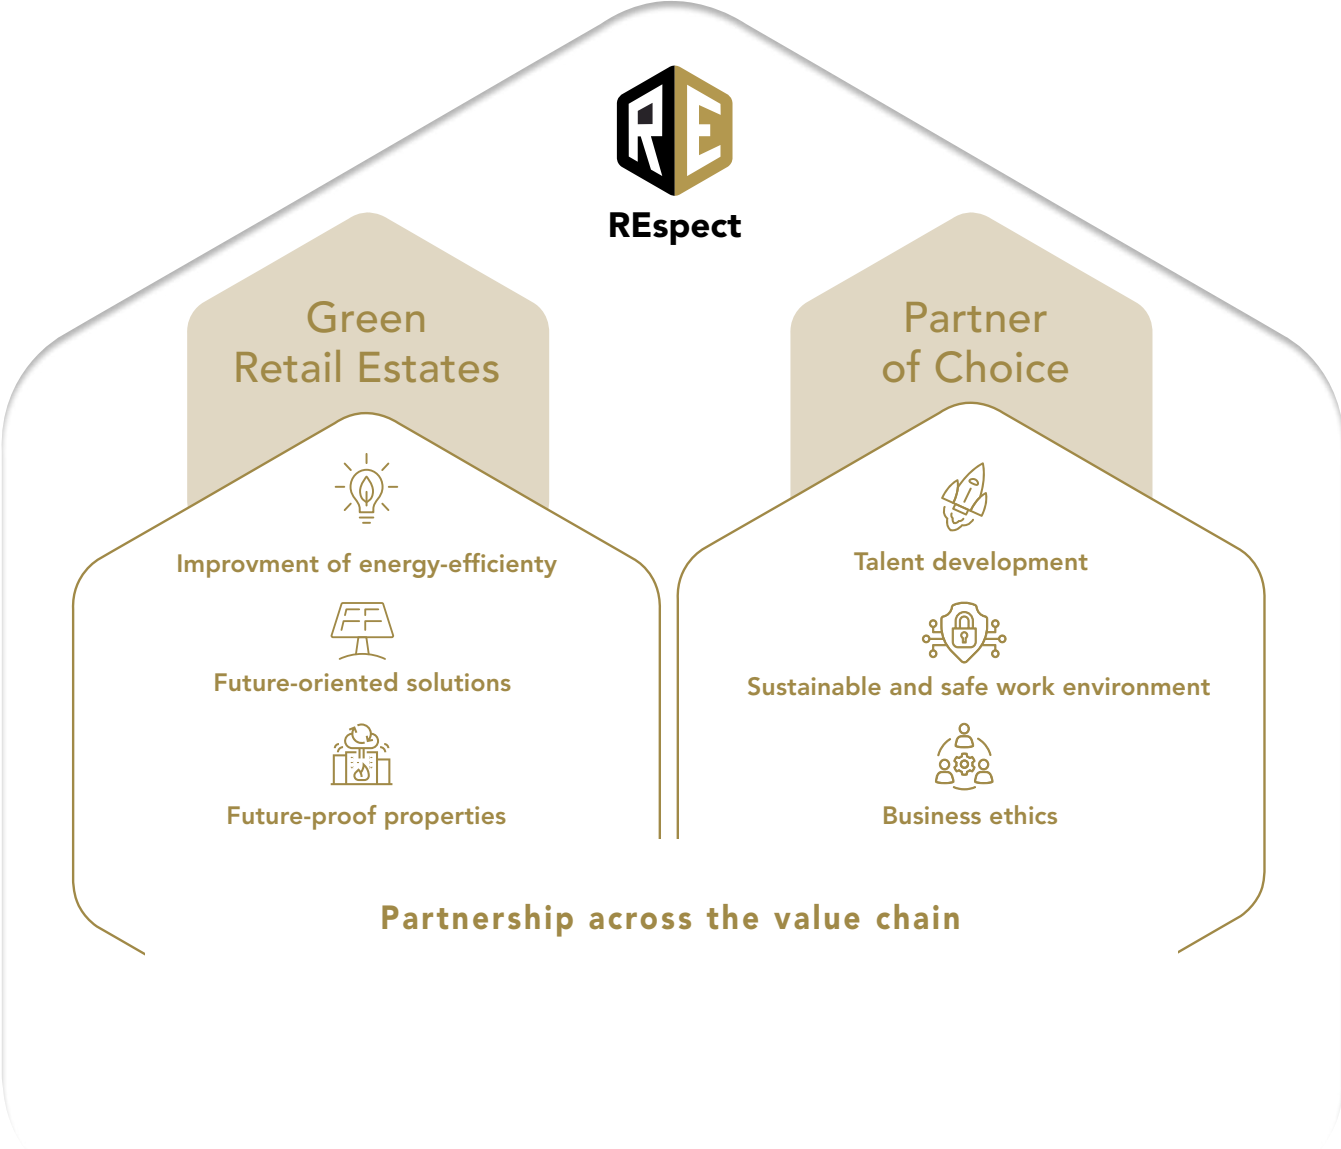 RE
REspect
Green
Retail Estates
Improvment of energy-efficienty
Future-oriented solutions
Future-proof properties
Partner
of Choice
Talent development
Sustainable and safe work environment
Business ethics
Partnership across the value chain